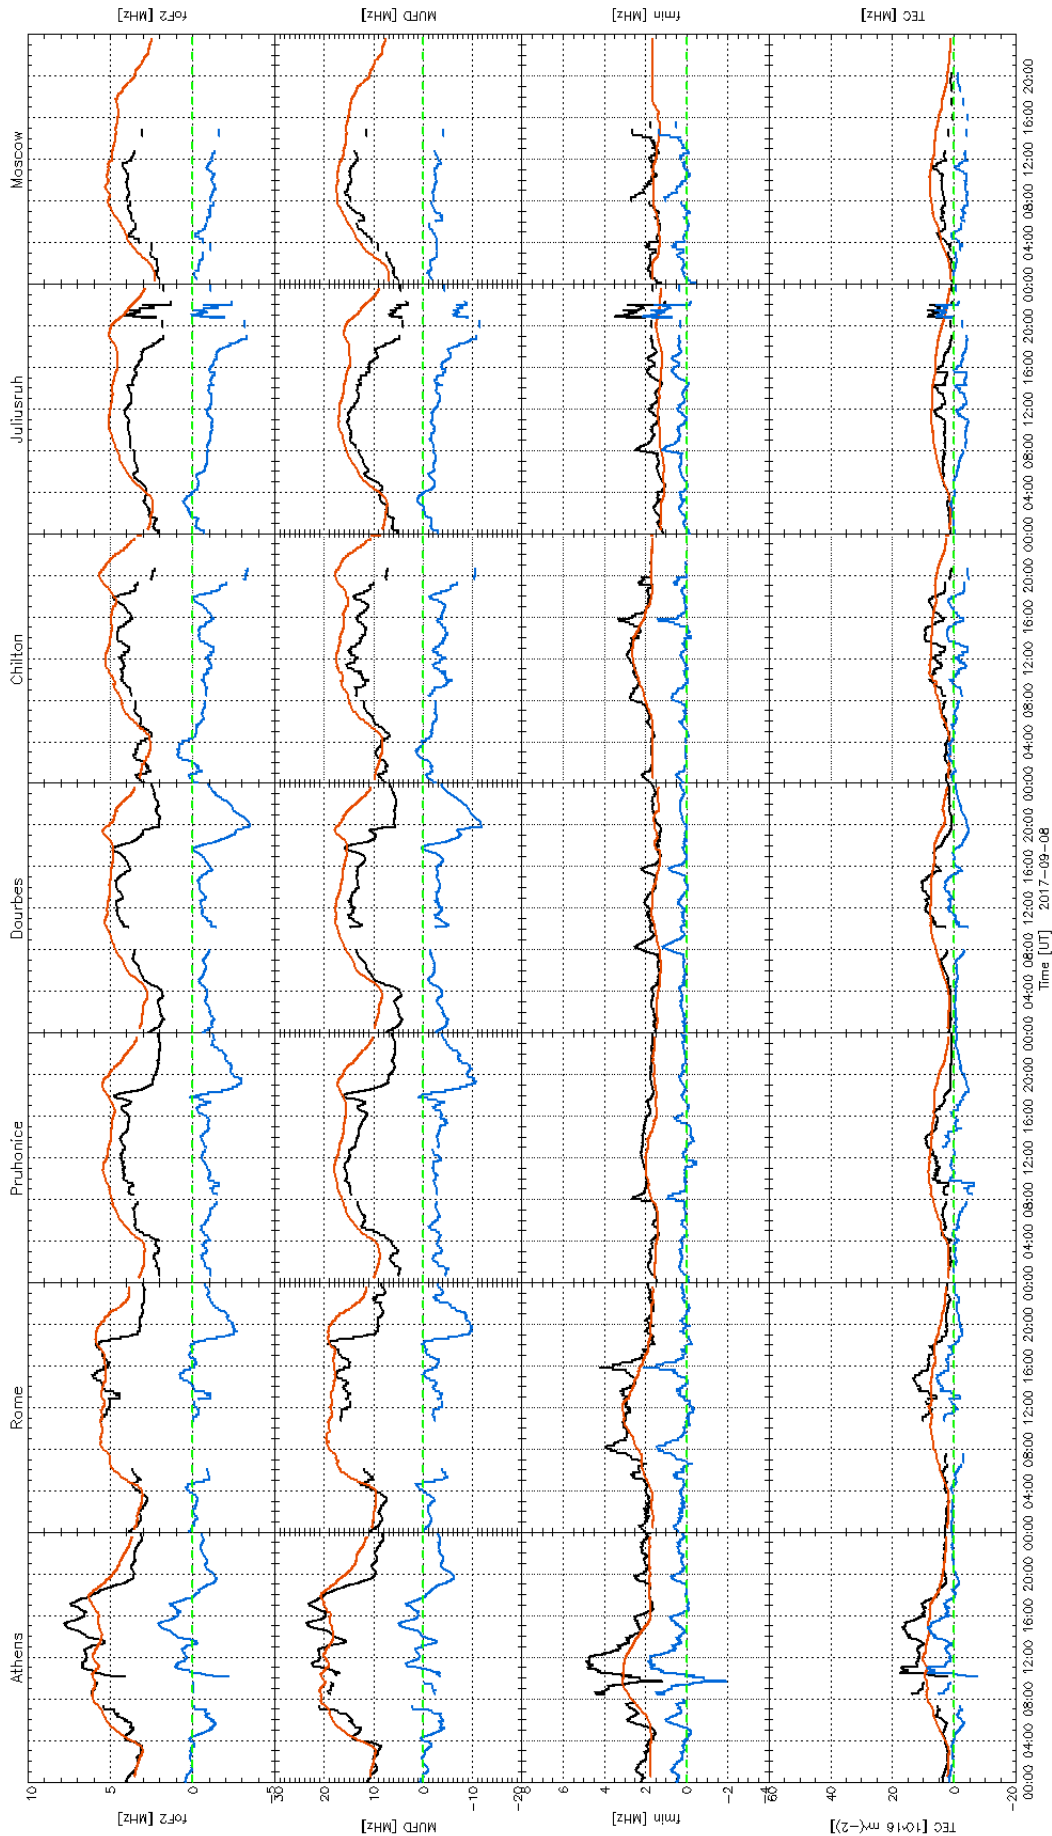 Athens Rome Pruhonice Dourbes Chilton Juliusruh Moscow
foF2 [MHz]
10
5
0
-5
foF2 [MHz]
MUFD [MHz]
30
20
10
0
-10
-20
MUFD [MHz]
fmin [MHz]
8
6
4
2
0
-2
-4
fmin [MHz]
TEC [10^16 m^(-2)]
60
40
20
0
-20
TEC [MHz]
00:00 04:00 08:00 12:00 16:00 20:00 00:00 04:00 08:00 12:00 16:00 20:00 00:00 04:00 08:00 12:00 16:00 20:00 00:00 04:00 08:00 12:00 16:00 20:00 00:00 04:00 08:00 12:00 16:00 20:00 00:00 04:00 08:00 12:00 16:00 20:00 00:00 04:00 08:00 12:00 16:00 20:00
Time [UT] 2017-09-08